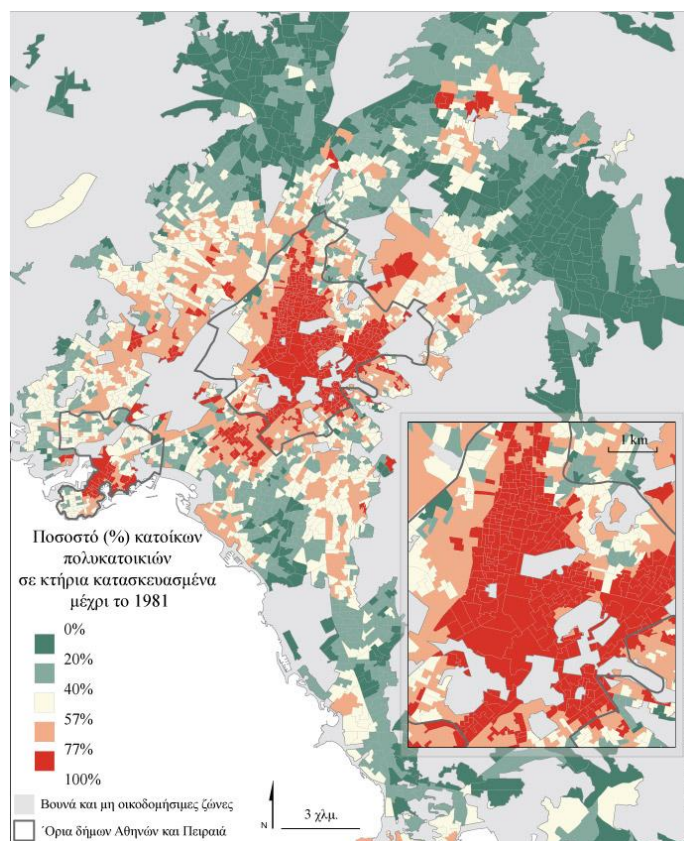 1 km
Ποσοστό (%) κατοίκων
πολυκατοικιών
σε κτήρια κατασκευασμένα
μέχρι το 1981
0%
20%
40%
57%
77%
100%
Βουνά και μη οικοδομήσιμες ζώνες
Όρια δήμων Αθηνών και Πειραιά
N
3 χλμ.